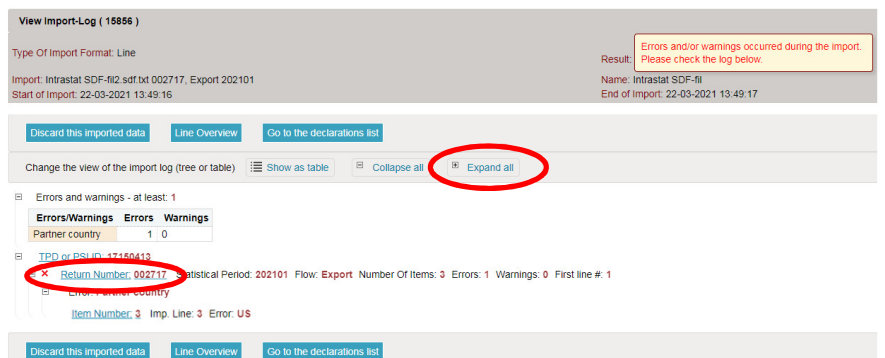 View Import-Log ( 15856 )
Errors and/or warnings occurred during the import.
Type Of Import Format: Line
Result: Please check the log below.
Import: Intrastat SDF-fil2.sdf.txt 002717, Export 202101 Name: Intrastat SDF-fil
Start of Import: 22-03-2021 13:49:16 End of Import: 22-03-2021 13:49:17
Discard this imported data Line Overview Go to the declarations list
Change the view of the import log (tree or table) Show as table Collapse all Expand all
Errors and warnings - at least: 1
Errors/Warnings Errors Warnings
Partner country 1 0
TPD or PSI ID: 17150413
Return Number: 002717 Statistical Period: 202101 Flow: Export Number Of Items: 3 Errors: 1 Warnings: 0 First line #: 1
Error: Partner country
Item Number: 3 Imp. Line: 3 Error: US
Discard this imported data Line Overview Go to the declarations list